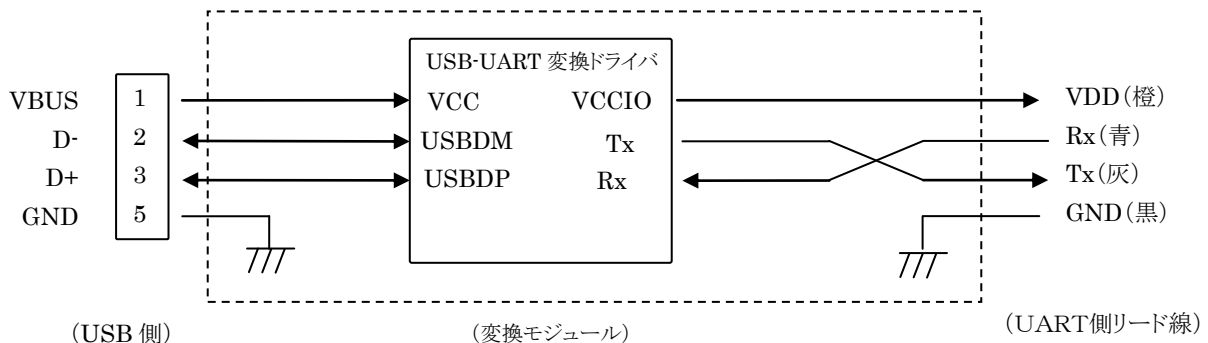 USB-UART 変換ドライバ
VBUS 1 VCC VCCIO VDD(橙)
D- 2 USBDM Tx Rx(青)
D+ 3 USBDP Rx Tx(灰)
GND 5 GND(黒)
(USB 側) (変換モジュール) (UART側リード線)